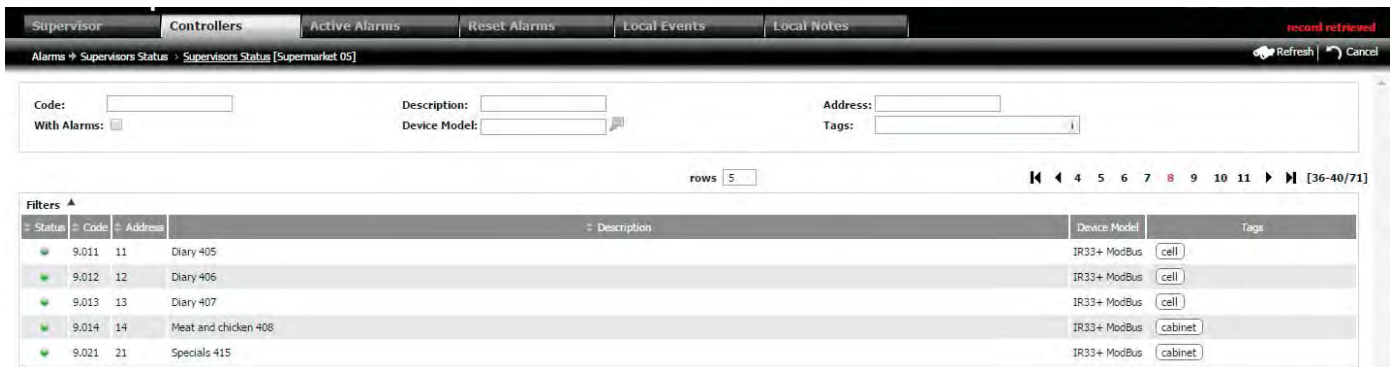 Supervisor Controllers Active Alarms Reset Alarms Local Events Local Notes record retrieved
Alarms → Supervisors Status > Supervisors Status [Supermarket 05] Refresh Cancel
Code: Description: Address:
With Alarms: Device Model: Tags: i
rows 5 4 5 6 7 8 9 10 11 [36-40/71]
Filters
Status Code Address Description Device Model Tags
9.011 11 Diary 405 IR33+ ModBus cell
9.012 12 Diary 406 IR33+ ModBus cell
9.013 13 Diary 407 IR33+ ModBus cell
9.014 14 Meat and chicken 408 IR33+ ModBus cabinet
9.021 21 Specials 415 IR33+ ModBus cabinet